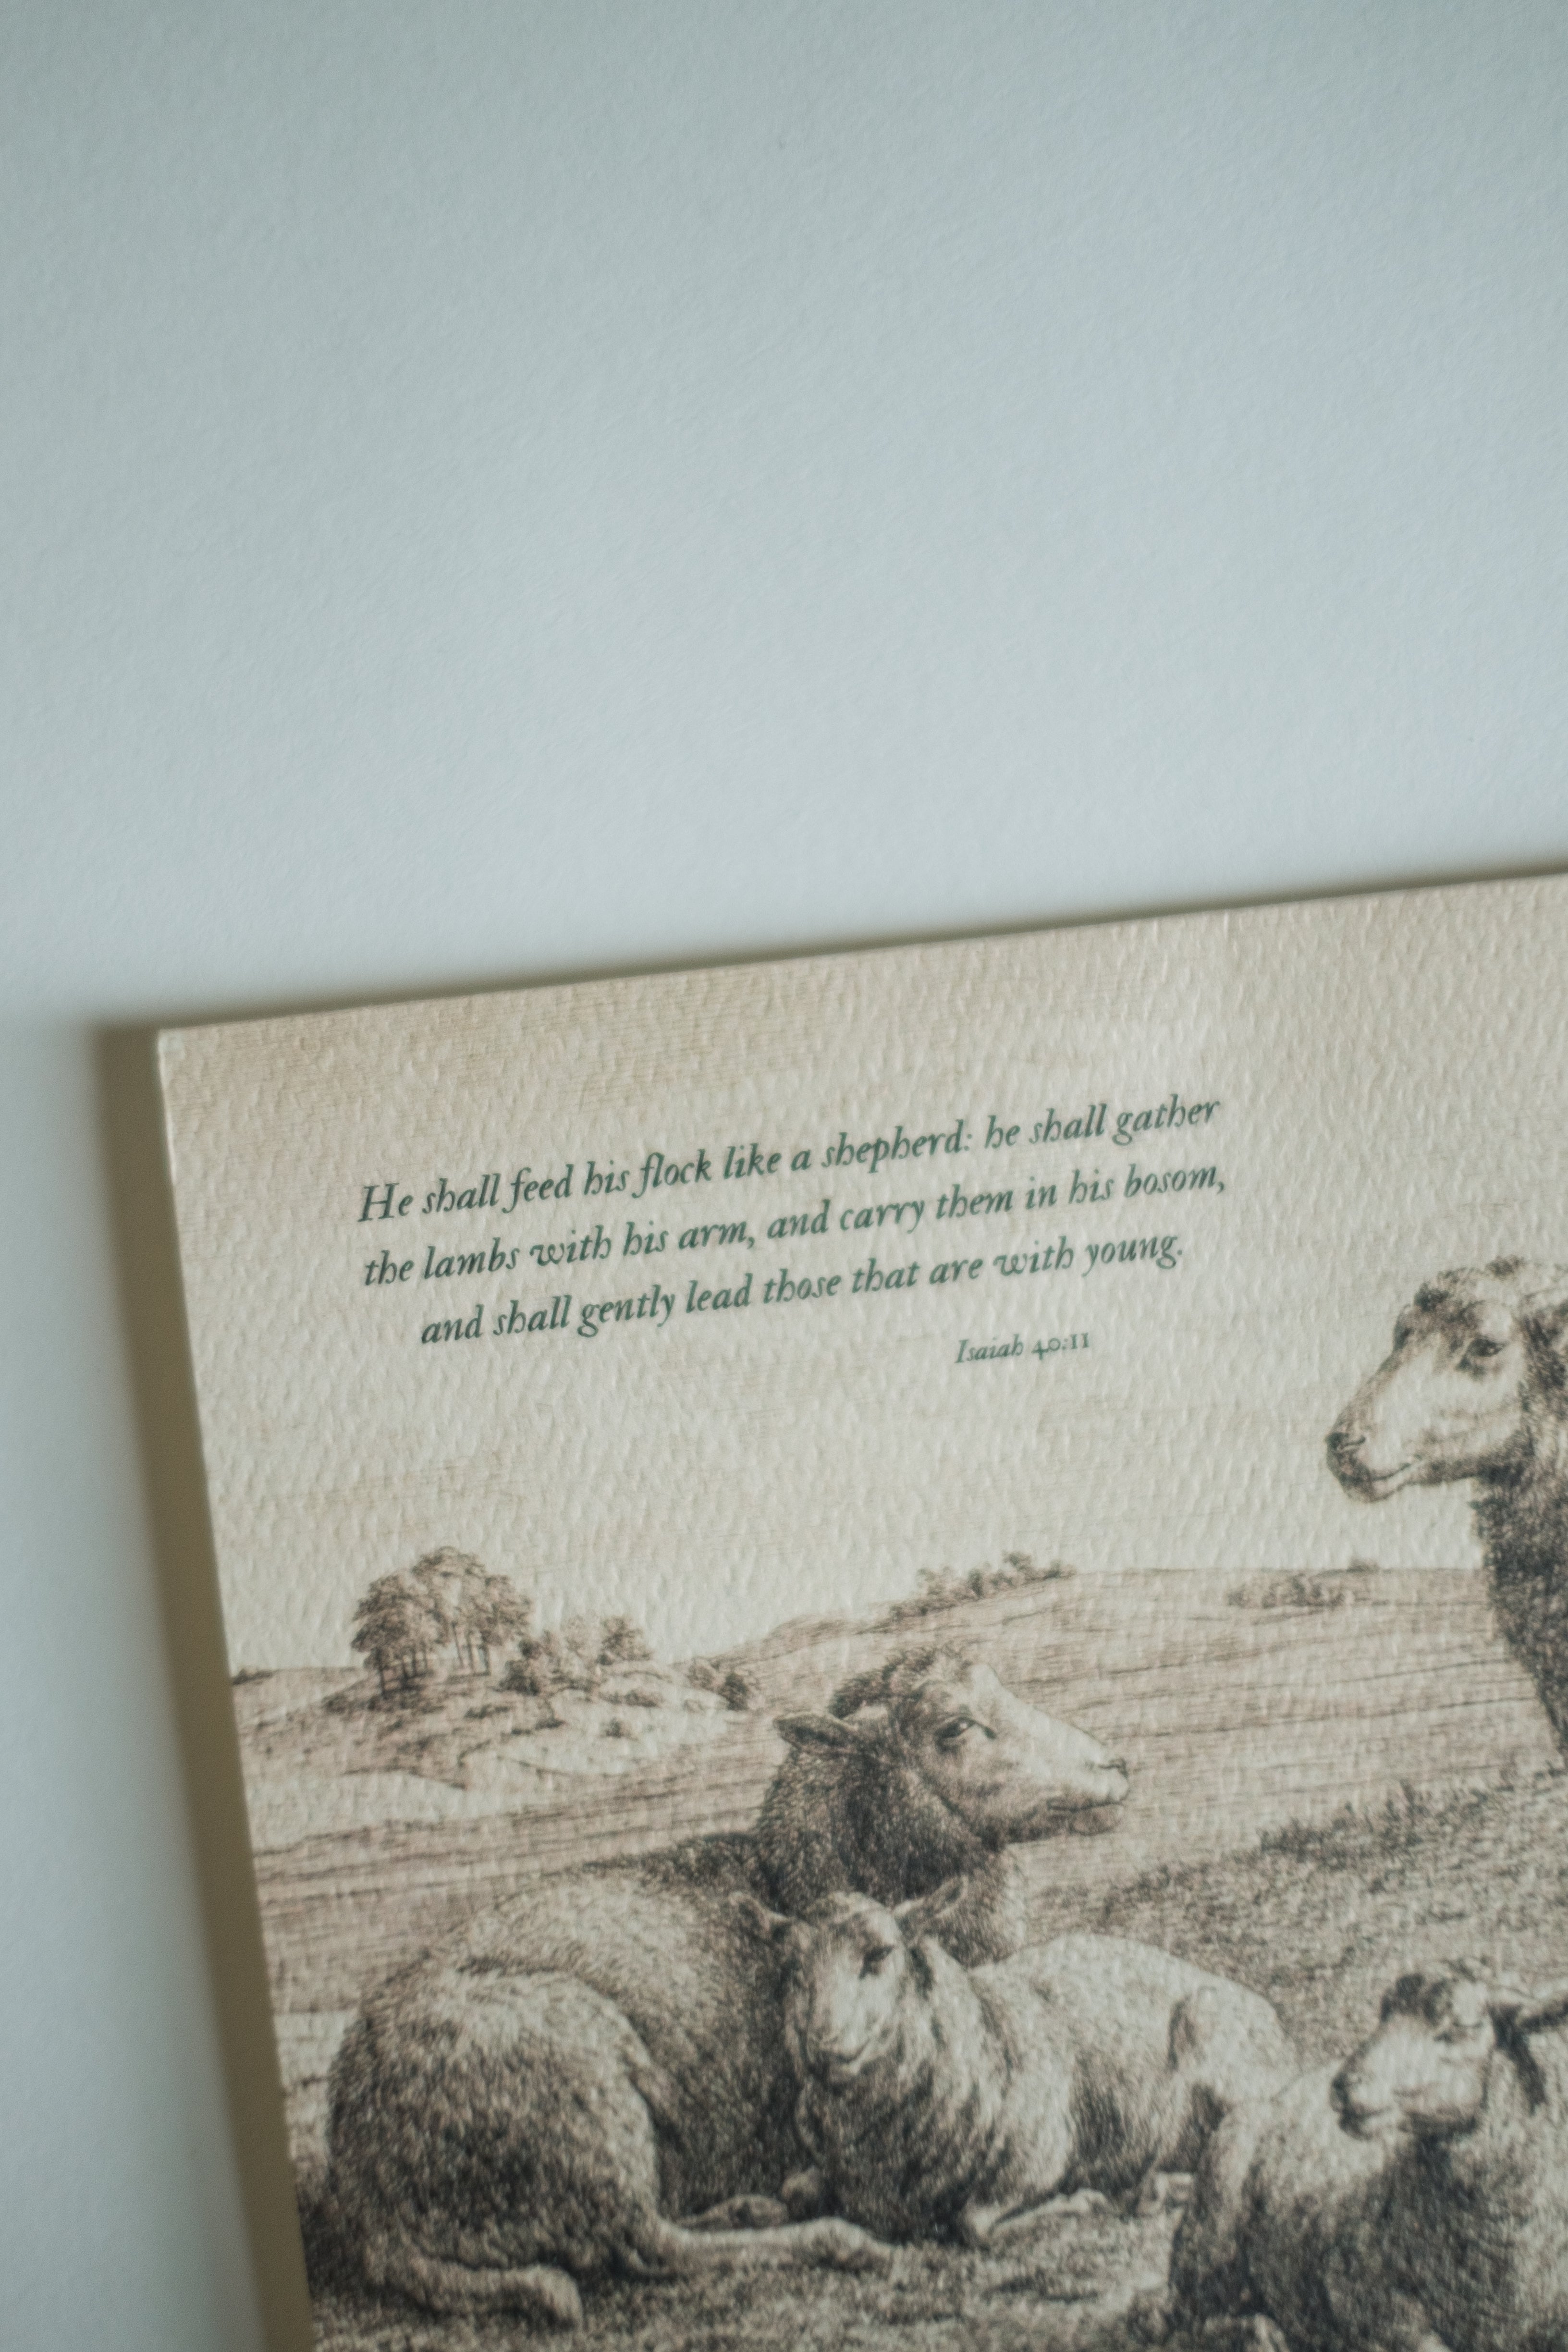 He shall feed his flock like a shepherd: he shall gather
the lambs with his arm, and carry them in his bosom,
and shall gently lead those that are with young.
Isaiah 40:11